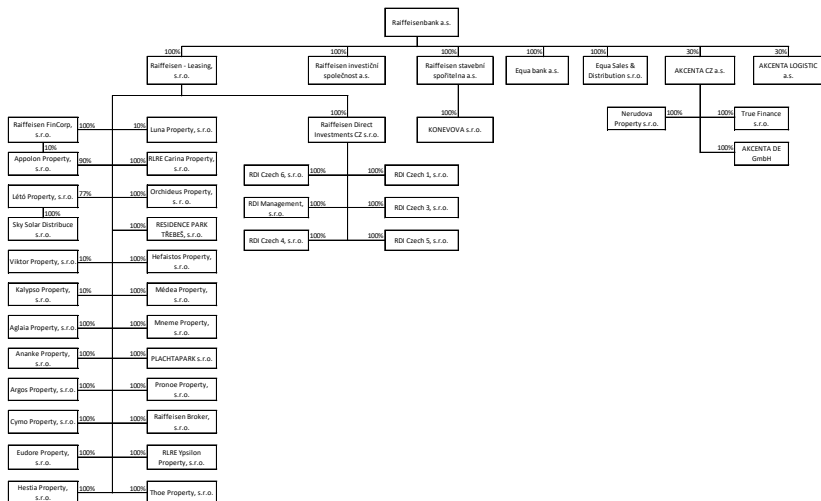 Raiffeisenbank a.s.
100%
100%
100%
100%
100%
30%
30%
Raiffeisen - Leasing,
s.r.o.
Raiffeisen investiční
společnost a.s.
Raiffeisen stavební
spořitelna a.s.
Equa bank a.s.
Equa Sales &
Distribution s.r.o.
AKCENTA CZ a.s.
AKCENTA LOGISTIC
a.s.
100%
100%
Raiffeisen FinCorp,
s.r.o.
100%
10%
Luna Property, s.r.o.
Raiffeisen Direct
Investments CZ s.r.o.
KONEVOVA s.r.o.
Nerudova
Property s.r.o.
100%
100%
True Finance
s.r.o.
10%
Appolon Property,
s.r.o.
90%
100%
RLRE Carina Property,
s.r.o.
100%
AKCENTA DE
GmbH
RDI Czech 6, s.r.o.
100%
100%
RDI Czech 1, s.r.o.
Létó Property, s.r.o.
77%
100%
Orchideus Property,
s. r. o.
RDI Management,
s.r.o.
100%
100%
RDI Czech 3, s.r.o.
100%
Sky Solar Distribuce
s.r.o.
100%
RESIDENCE PARK
TŘEBEŠ, s.r.o.
RDI Czech 4, s.r.o.
100%
100%
RDI Czech 5, s.r.o.
Viktor Property, s.r.o.
10%
100%
Hefaistos Property,
s.r.o.
Kalypso Property,
s.r.o.
10%
100%
Médea Property,
s.r.o.
Aglaia Property, s.r.o.
100%
100%
Mneme Property,
s.r.o.
Ananke Property,
s.r.o.
100%
100%
PLACHTAPARK s.r.o.
Argos Property, s.r.o.
100%
100%
Pronoe Property,
s.r.o.
Cymo Property, s.r.o.
100%
100%
Raiffeisen Broker,
s.r.o.
Eudore Property,
s.r.o.
100%
100%
RLRE Ypsilon
Property, s.r.o.
Hestia Property,
s.r.o.
100%
100%
Thoe Property, s.r.o.